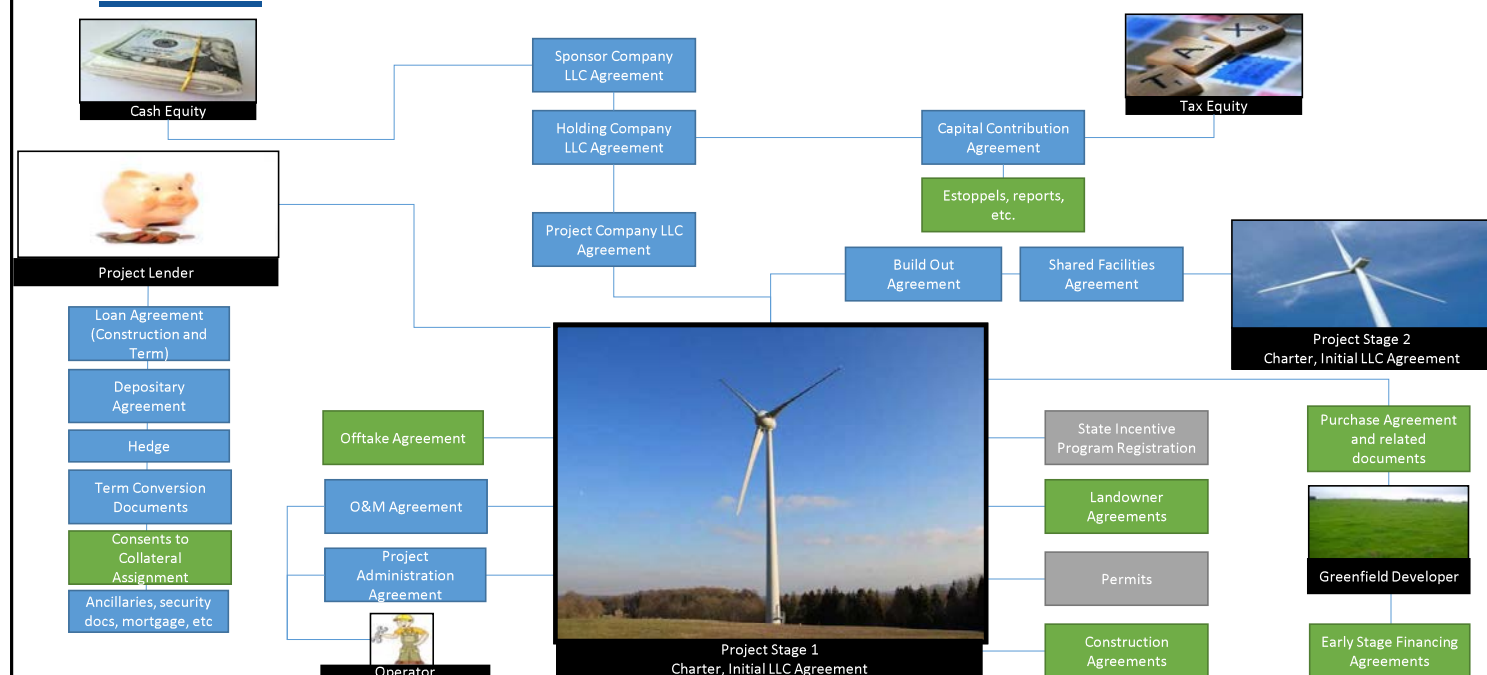 Cash Equity
Sponsor Company
LLC Agreement
T A X
Tax Equity
Holding Company
LLC Agreement
Capital Contribution
Agreement
Estoppels, reports,
etc.
Project Company LLC
Agreement
Project Lender
Build Out
Agreement
Shared Facilities
Agreement
Project Stage 2
Charter, Initial LLC Agreement
Loan Agreement
(Construction and
Term)
Depositary
Agreement
Hedge
Term Conversion
Documents
Consents to
Collateral
Assignment
Ancillaries, security
docs, mortgage, etc
Offtake Agreement
O&M Agreement
Project
Administration
Agreement
Operator
Project Stage 1
Charter, Initial LLC Agreement
State Incentive
Program Registration
Landowner
Agreements
Permits
Construction
Agreements
Purchase Agreement
and related
documents
Greenfield Developer
Early Stage Financing
Agreements